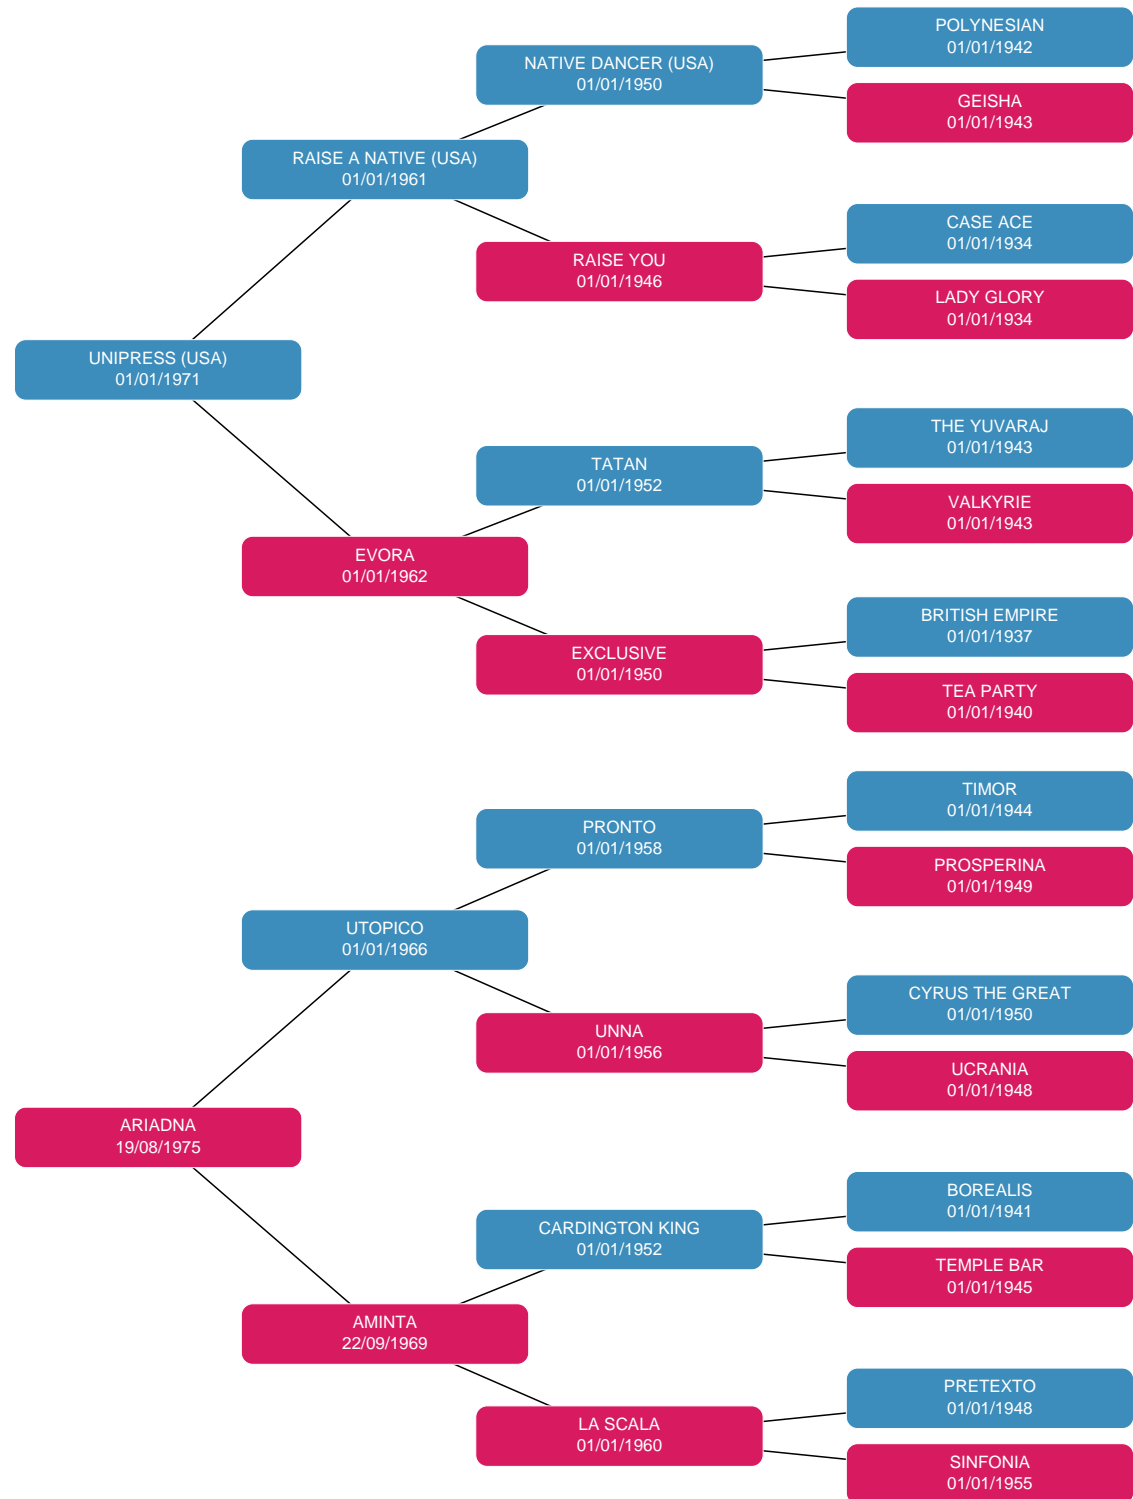 POLYNESIAN
01/01/1942
NATIVE DANCER (USA)
01/01/1950
GEISHA
01/01/1943
RAISE A NATIVE (USA)
01/01/1961
CASE ACE
01/01/1934
RAISE YOU
01/01/1946
LADY GLORY
01/01/1934
UNIPRESS (USA)
01/01/1971
THE YUVARAJ
01/01/1943
TATAN
01/01/1952
VALKYRIE
01/01/1943
EVORA
01/01/1962
BRITISH EMPIRE
01/01/1937
EXCLUSIVE
01/01/1950
TEA PARTY
01/01/1940
TIMOR
01/01/1944
PRONTO
01/01/1958
PROSPERINA
01/01/1949
UTOPICO
01/01/1966
CYRUS THE GREAT
01/01/1950
UNNA
01/01/1956
UCRANIA
01/01/1948
ARIADNA
19/08/1975
BOREALIS
01/01/1941
CARDINGTON KING
01/01/1952
TEMPLE BAR
01/01/1945
AMINTA
22/09/1969
PRETEXTO
01/01/1948
LA SCALA
01/01/1960
SINFONIA
01/01/1955